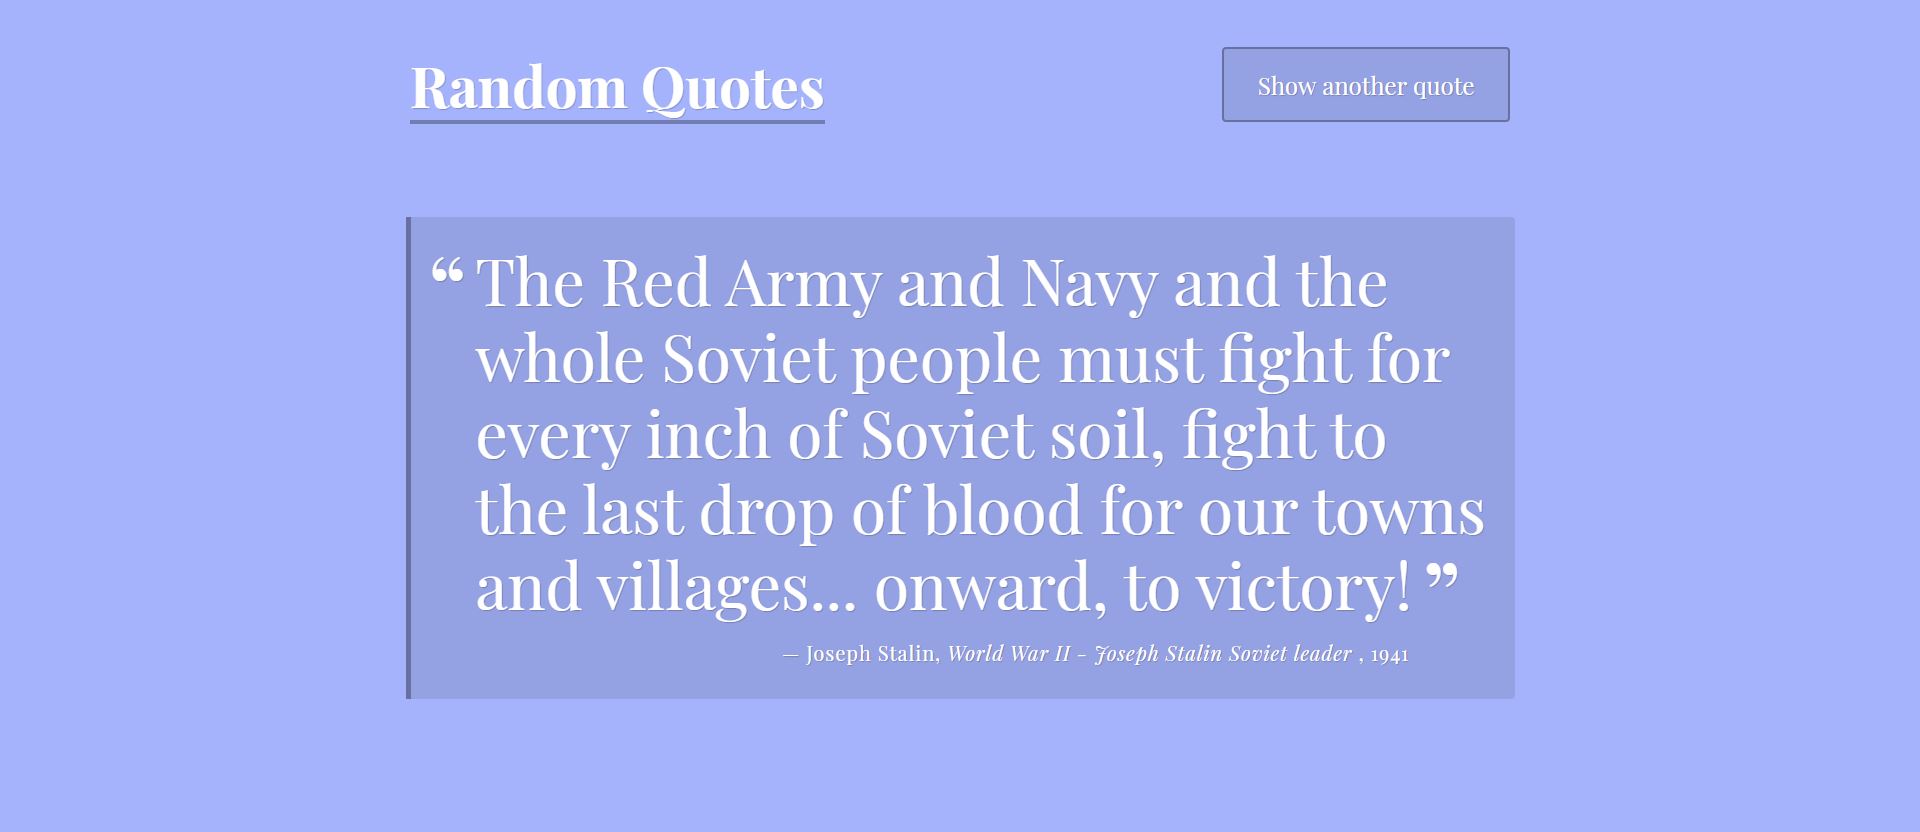 Random Quotes
Show another quote
“ The Red Army and Navy and the
whole Soviet people must fight for
every inch of Soviet soil, fight to
the last drop of blood for our towns
and villages... onward, to victory! ”
— Joseph Stalin, World War II - Joseph Stalin Soviet leader , 1941